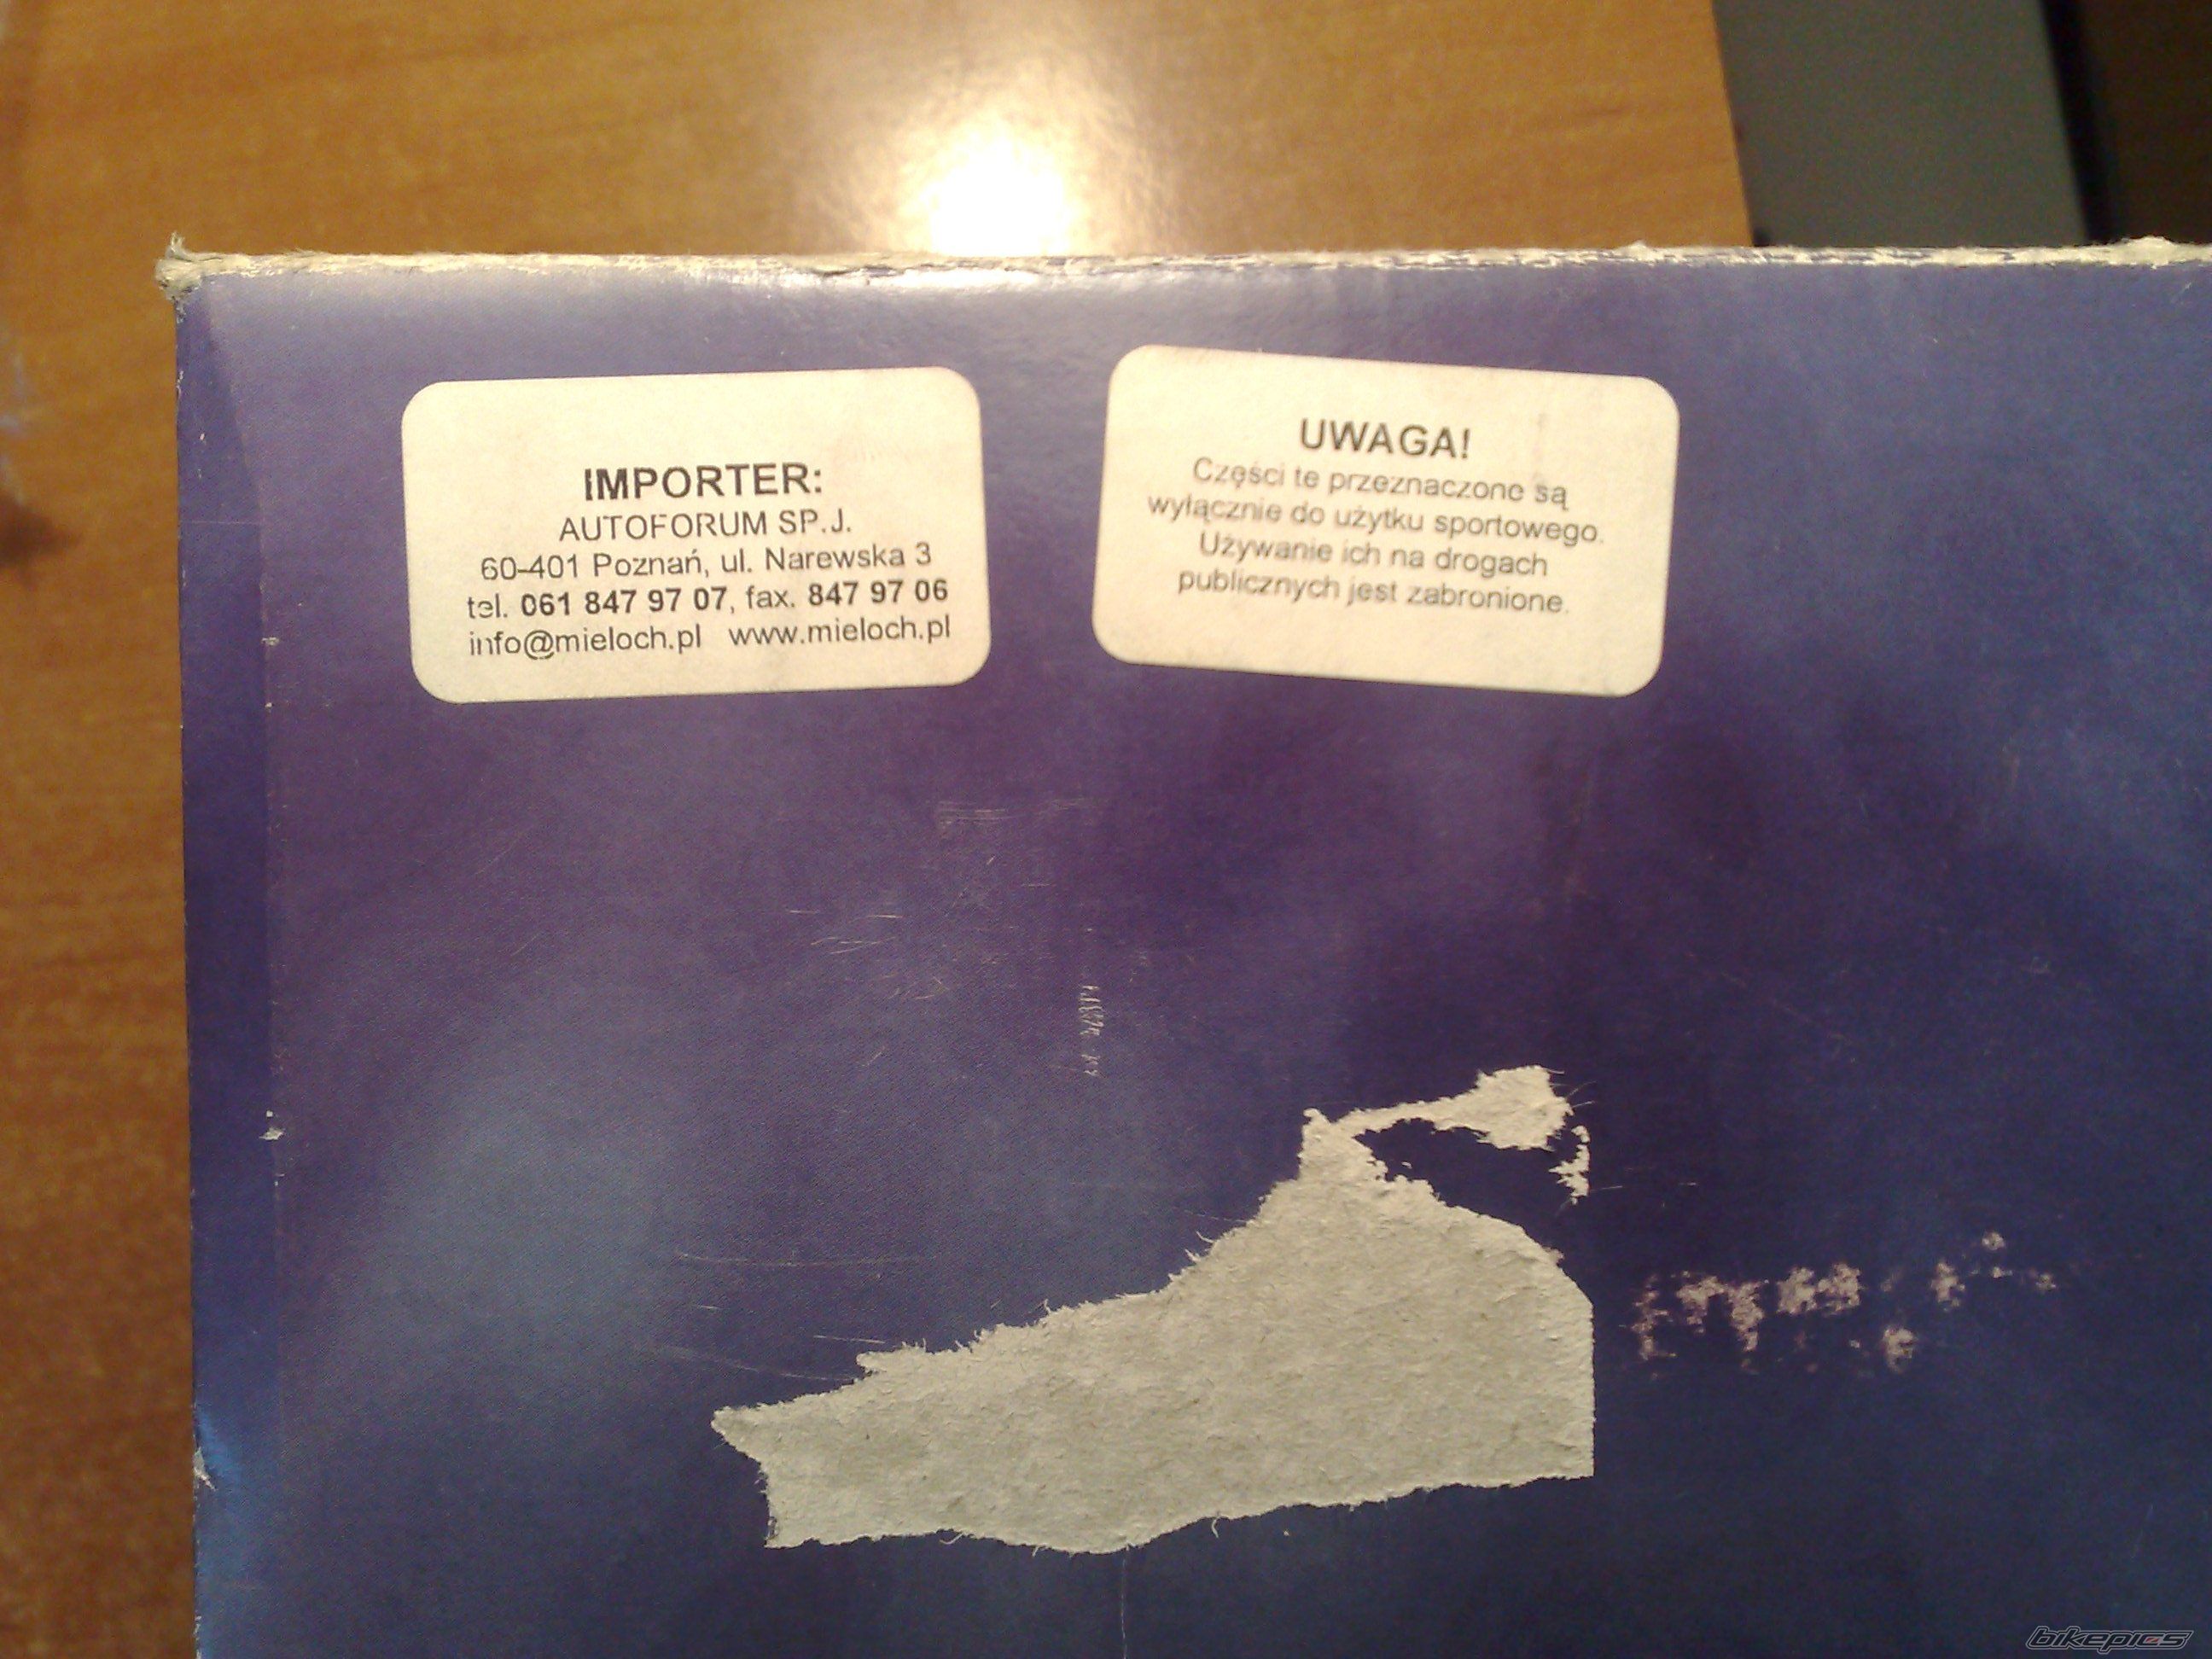 IMPORTER:
AUTOFORUM SP.J.
60-401 Poznań, ul. Narewska 3
tel. 061 847 97 07, fax. 847 97 06
info@mieloch.pl www.mieloch.pl
UWAGA!
Części te przeznaczone są
wyłącznie do użytku sportowego.
Używanie ich na drogach
publicznych jest zabronione.
bikepics